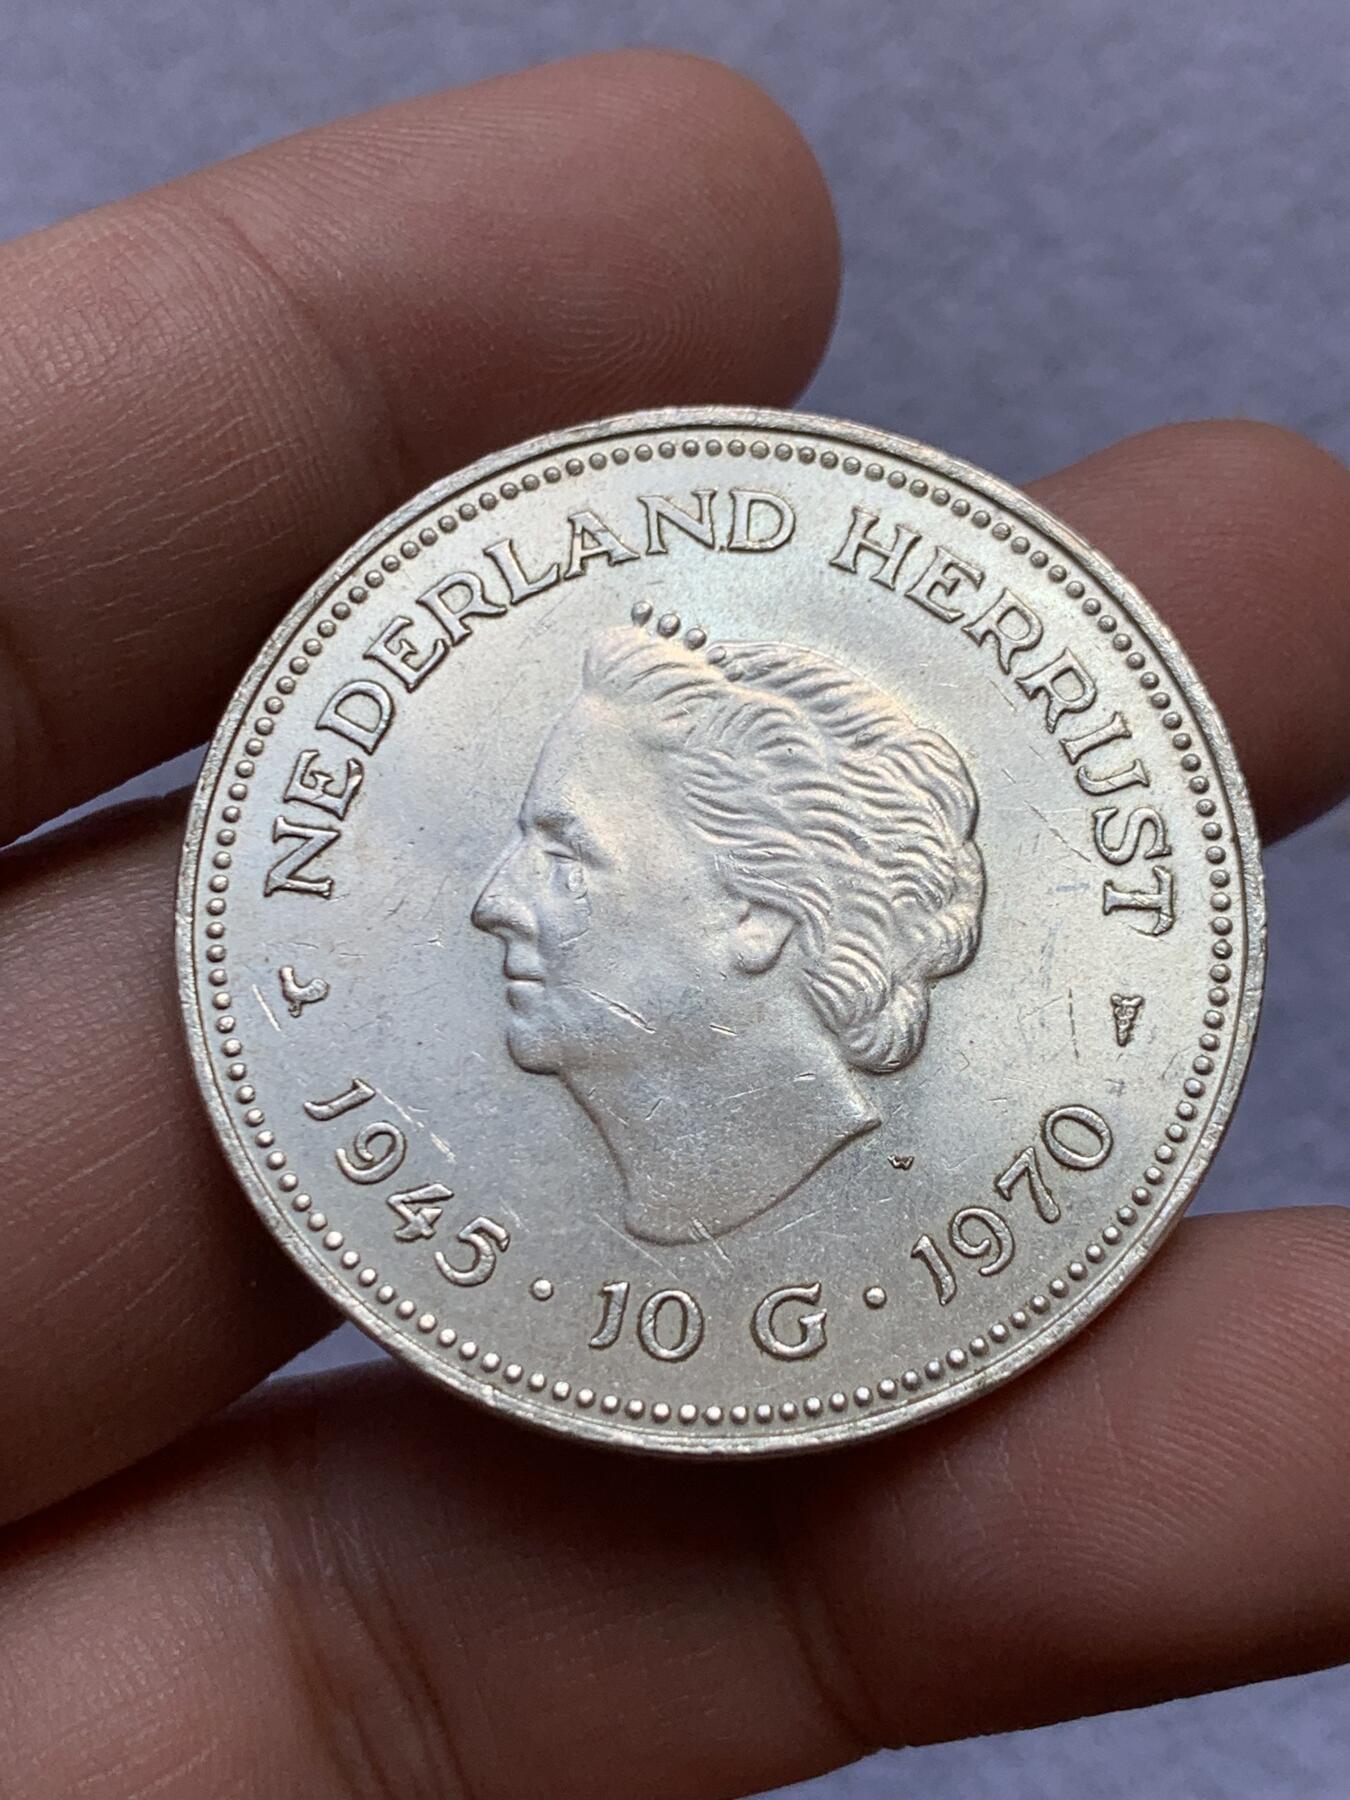 NEDERLAND HERRIJST
1945 · 10 G · 1970
W